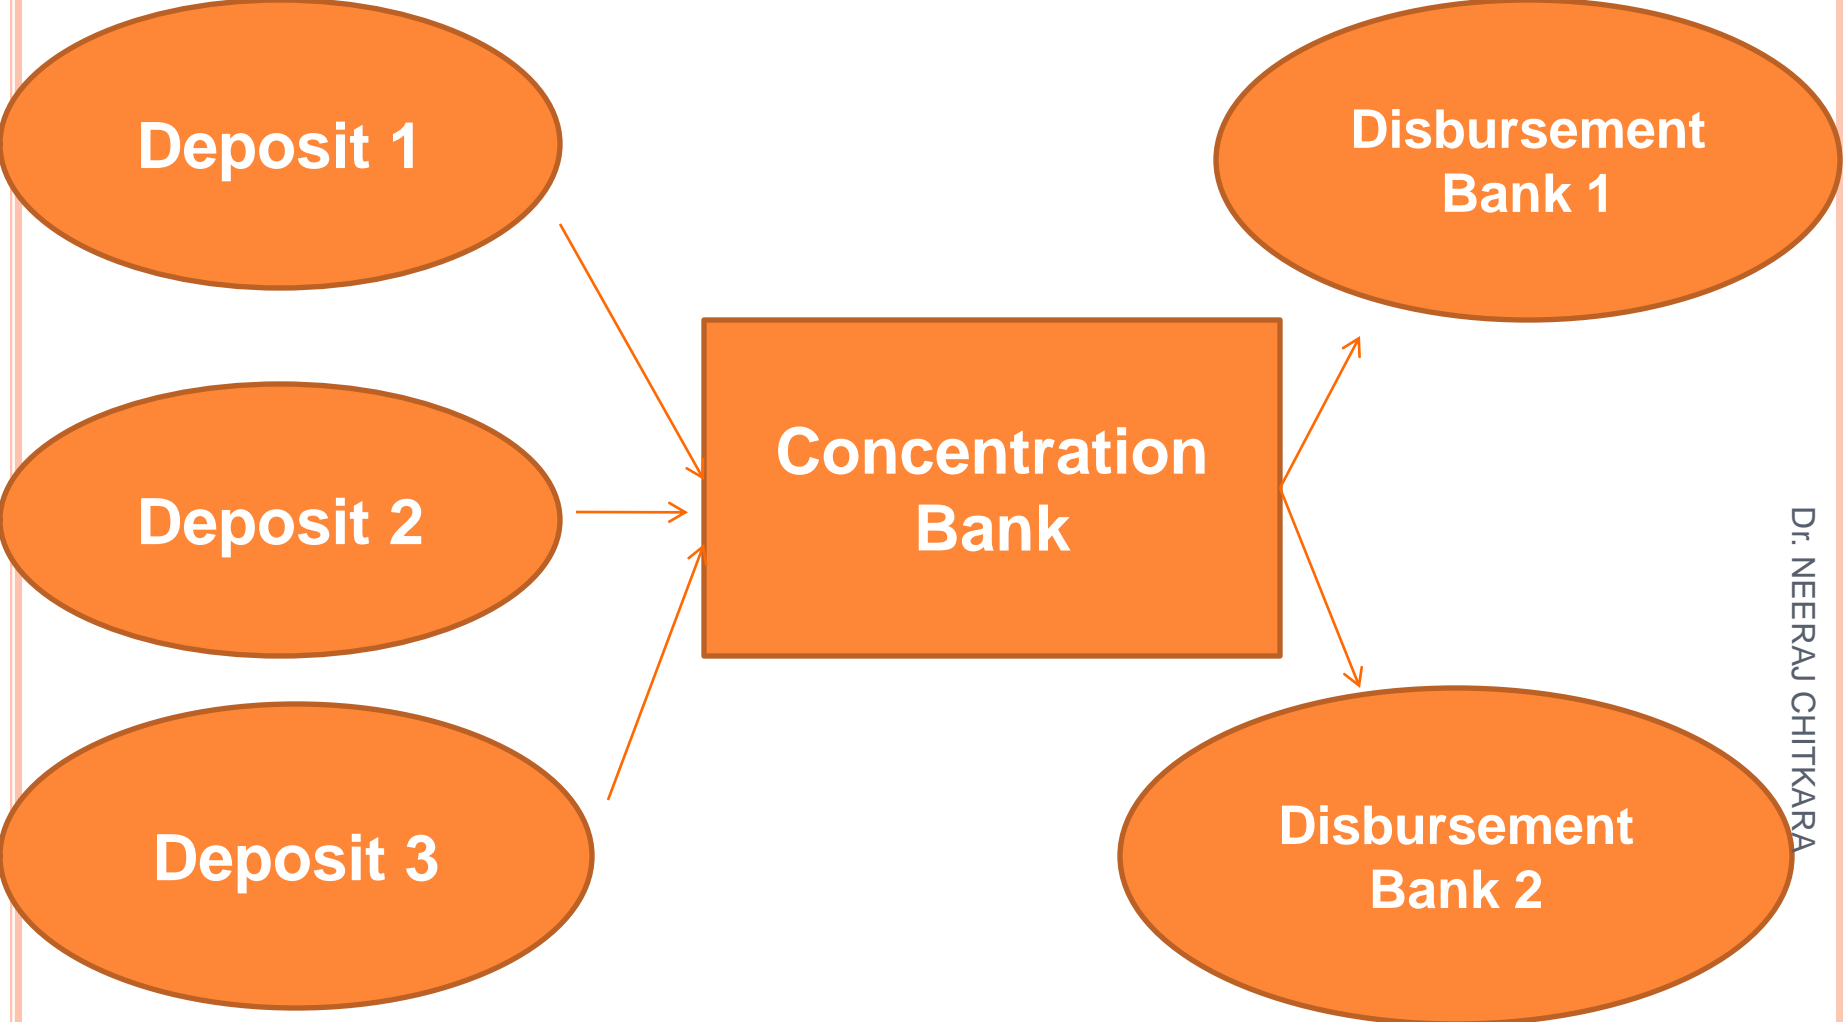 Deposit 1
Disbursement
Bank 1
Concentration
Bank
Deposit 2
Deposit 3
Disbursement
Bank 2
Dr. NEERAJ CHITKARA